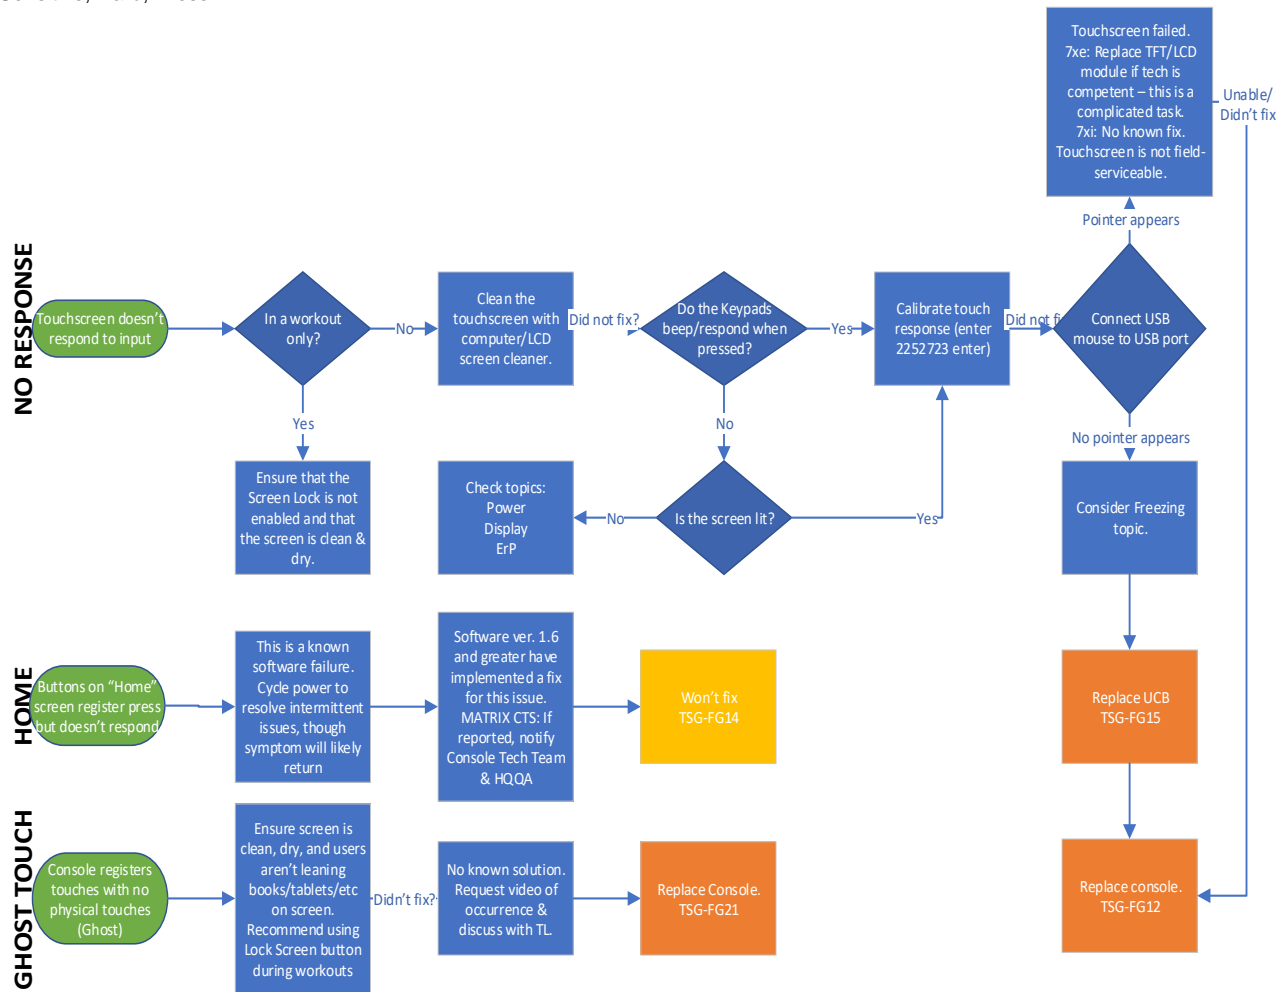 Touchscreen failed.
7xe: Replace TFT/LCD
module if tech is
competent – this is a
complicated task.
7xi: No known fix.
Touchscreen is not field-
serviceable.
Unable/
Didn't fix
Pointer appears
NO RESPONSE
Touchscreen doesn't
respond to input
In a workout
only?
No
Clean the
touchscreen with
computer/LCD
screen cleaner.
Did not fix?
Do the Keypads
beep/respond when
pressed?
Yes
Calibrate touch
response (enter
2252723 enter)
Did not fi
Connect USB
mouse to USB port
Yes
No
No pointer appears
Ensure that the
Screen Lock is not
enabled and that
the screen is clean &
dry.
Check topics:
Power
Display
ErP
No
Is the screen lit?
Yes
Consider Freezing
topic.
HOME
Buttons on “Home”
screen register press
but doesn't respond
This is a known
software failure.
Cycle power to
resolve intermittent
issues, though
symptom will likely
return
Software ver. 1.6
and greater have
implemented a fix
for this issue.
MATRIX CTS: If
reported, notify
Console Tech Team
& HQQA
Won't fix
TSG-FG14
Replace UCB
TSG-FG15
GHOST TOUCH
Console registers
touches with no
physical touches
(Ghost)
Ensure screen is
clean, dry, and users
aren't leaning
books/tablets/etc
on screen.
Recommend using
Lock Screen button
during workouts
Didn't fix?
No known solution.
Request video of
occurrence &
discuss with TL.
Replace Console.
TSG-FG21
Replace console.
TSG-FG12